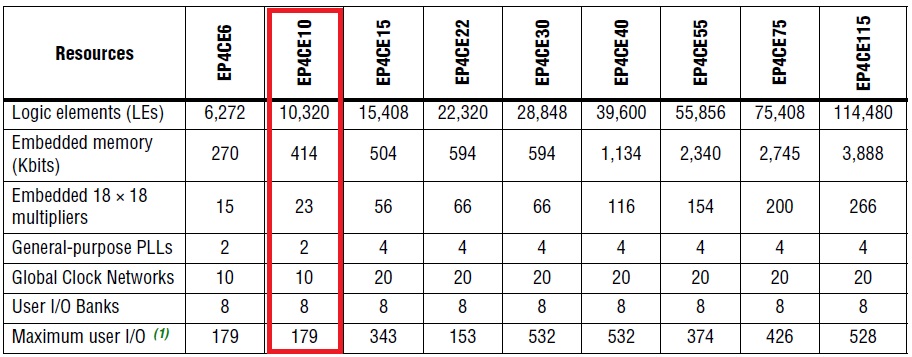 Resources EP4CE6 EP4CE10 EP4CE15 EP4CE22 EP4CE30 EP4CE40 EP4CE55 EP4CE75 EP4CE115
Logic elements (LEs) 6,272 10,320 15,408 22,320 28,848 39,600 55,856 75,408 114,480
Embedded memory
(Kbits) 270 414 504 594 594 1,134 2,340 2,745 3,888
Embedded 18 × 18
multipliers 15 23 56 66 66 116 154 200 266
General-purpose PLLs 2 2 4 4 4 4 4 4 4
Global Clock Networks 10 10 20 20 20 20 20 20 20
User I/O Banks 8 8 8 8 8 8 8 8 8
Maximum user I/O (1) 179 179 343 153 532 532 374 426 528